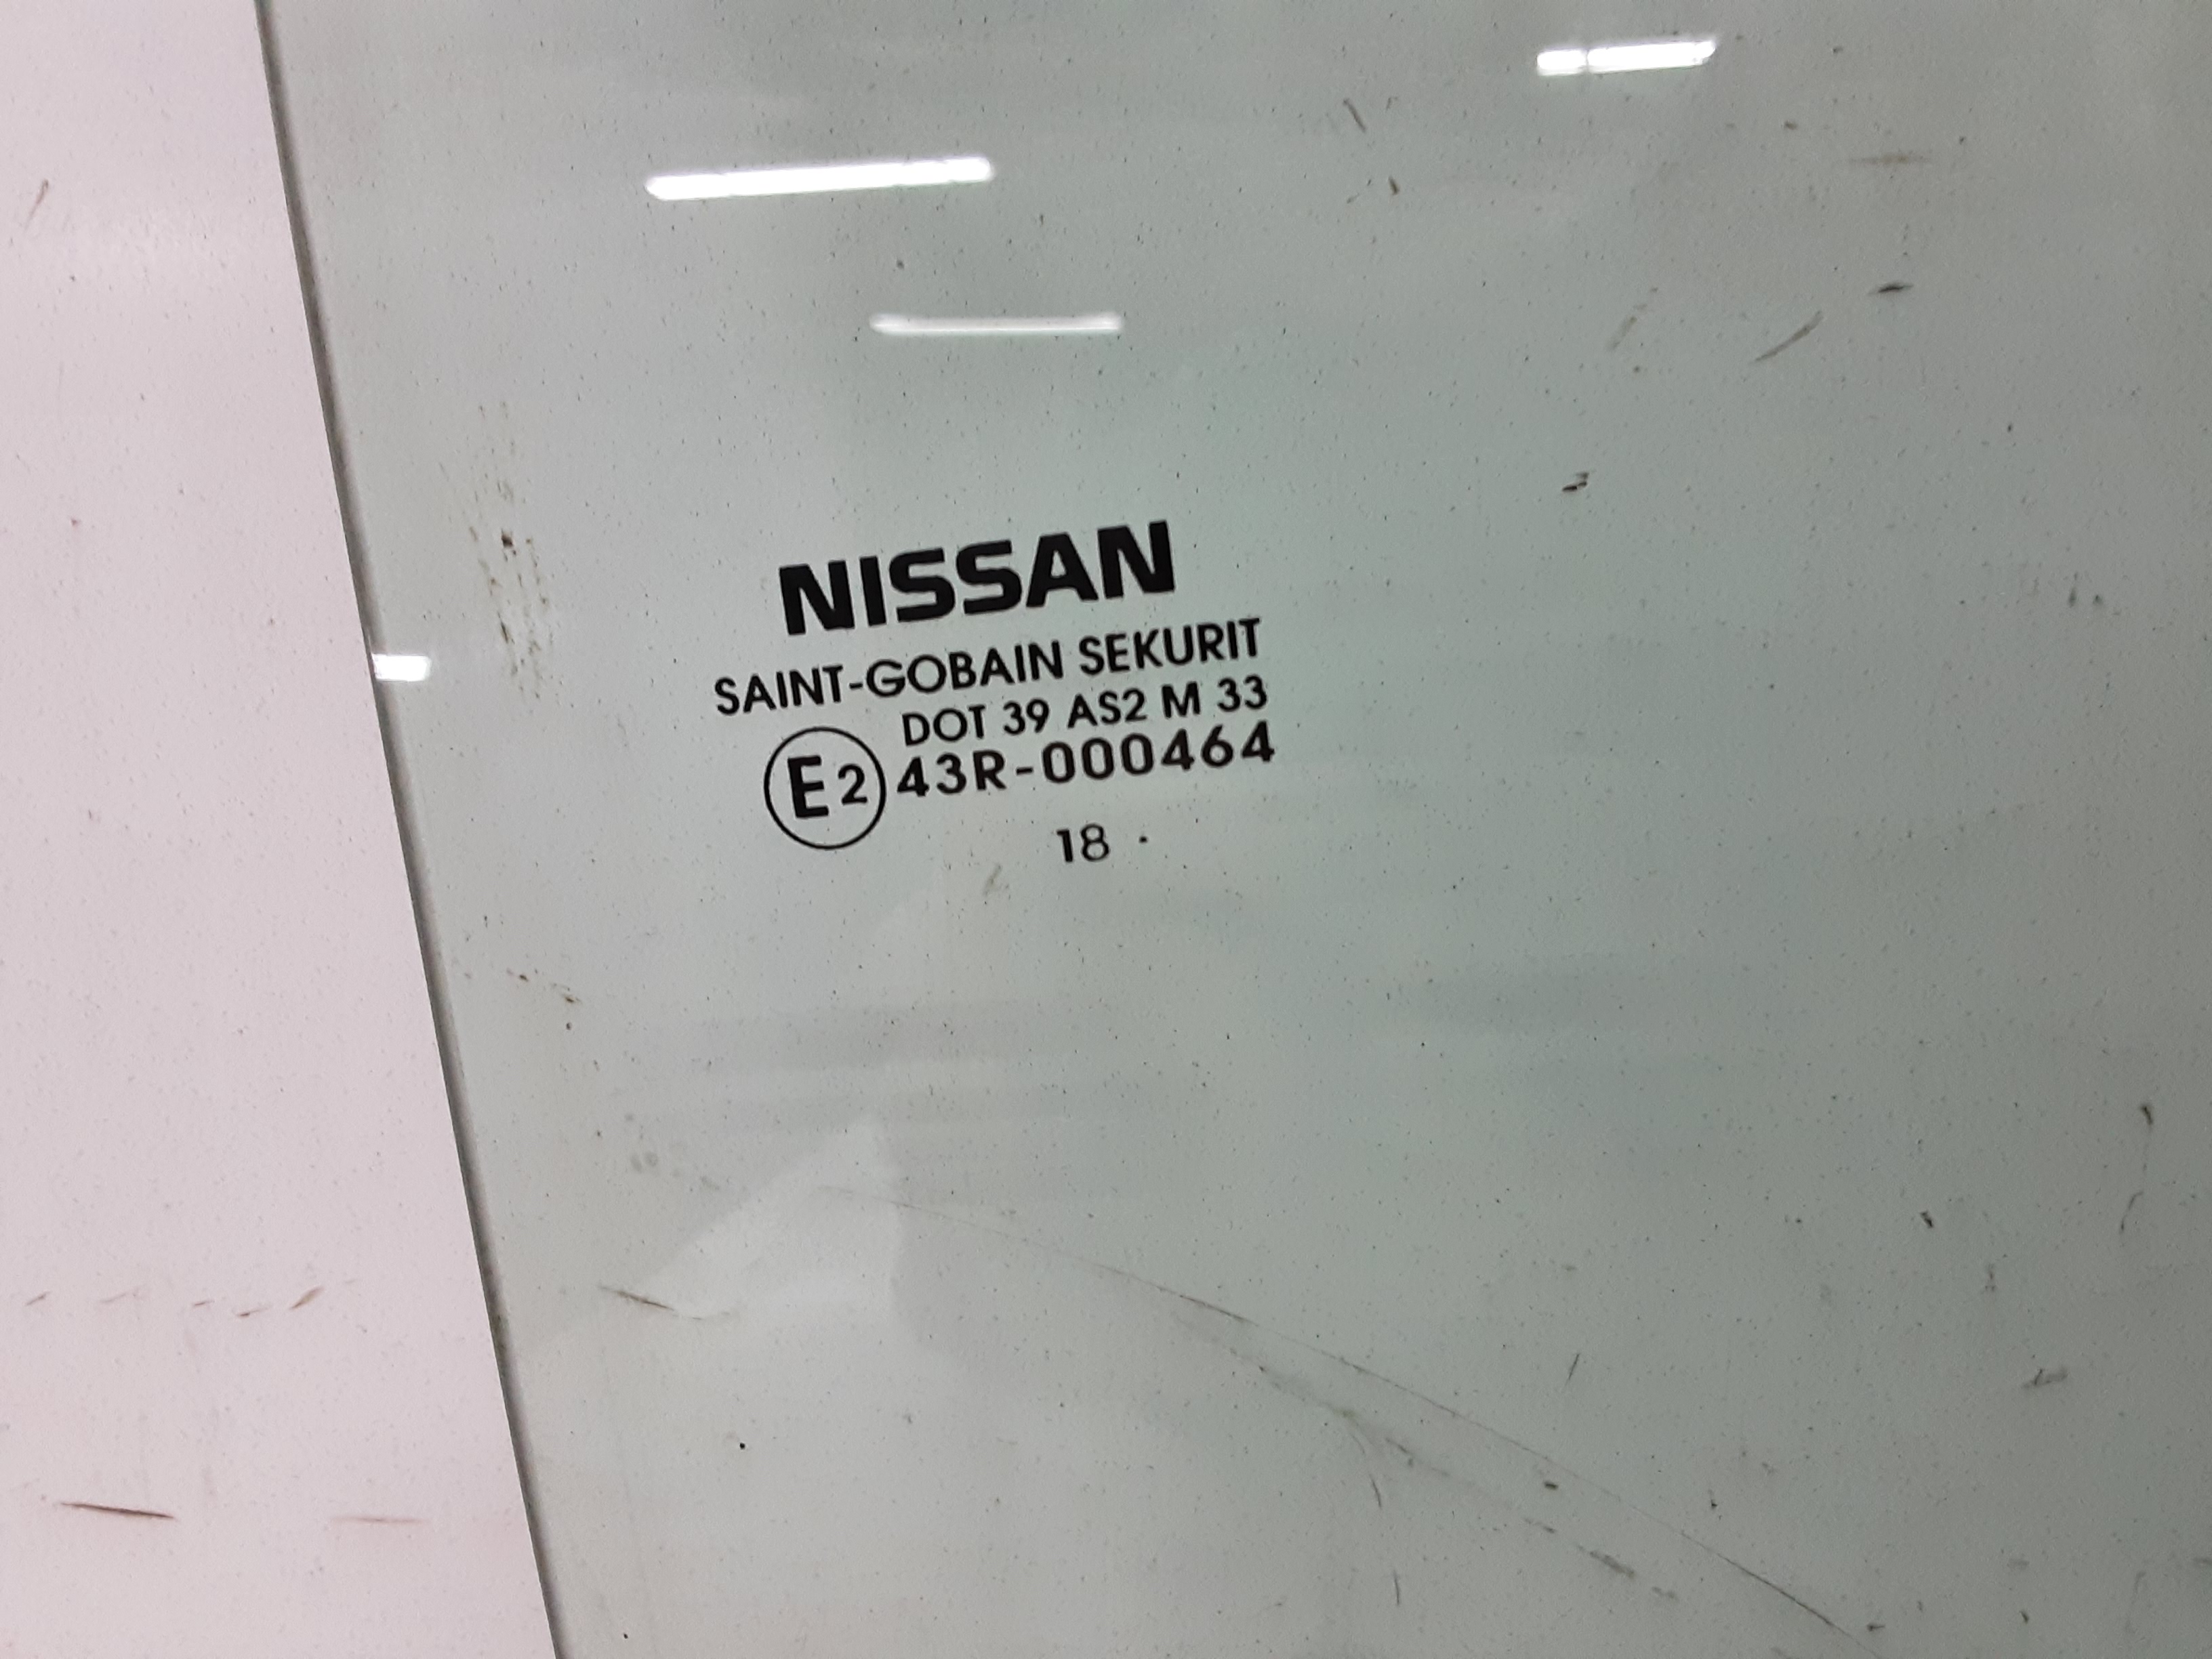 NISSAN
SAINT-GOBAIN SEKURIT
DOT 39 AS2 M 33
E2 43R-000464
18 ·